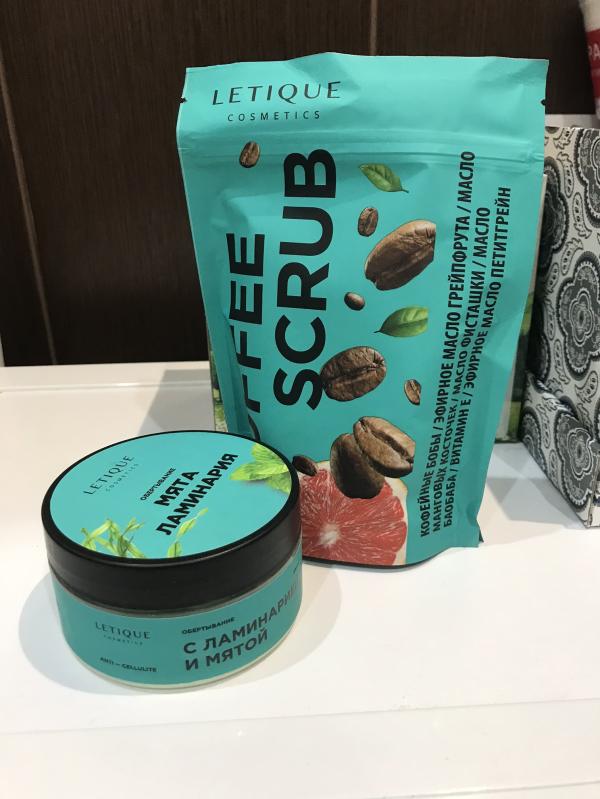 LETIQUE
COSMETICS
SCRUB
КОФЕЙНЫЕ БОБЫ / ЭФИРНОЕ МАСЛО ГРЕЙПФРУТА / МАСЛО
МАНГОВЫХ КОСТОЧЕК / МАСЛО ФИСТАШКИ / МАСЛО
БАОБАБА / ВИТАМИН Е / ЭФИРНОЕ МАСЛО ПЕТИТГРЕЙН
LETIQUE
COSMETICS
ОБЕРТЫВАНИЕ
МЯТА
ЛАМИНАРИЯ
LETIQUE
COSMETICS
ANTI – CELLULITE
ОБЕРТЫВАНИЕ
С ЛАМИНАРИЕЙ
И МЯТОЙ